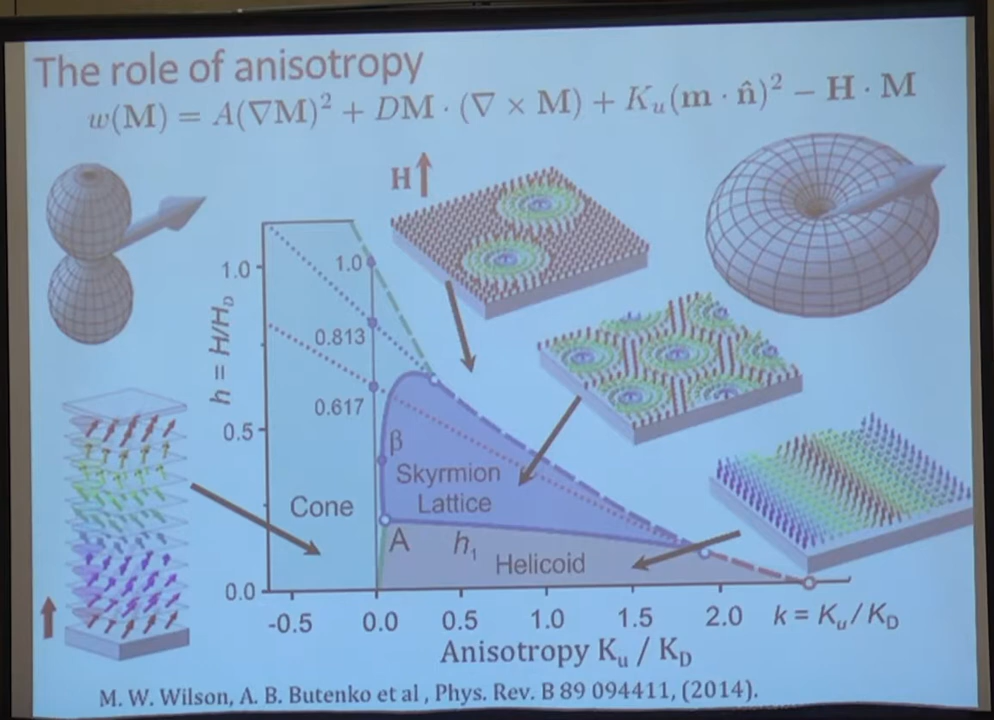 The role of anisotropy
w(M) = A(∇M)² + DM · (∇ × M) + Kᵤ(m · n̂)² − H · M
H
h = H/H_D
1.0
0.5
0.0
1.0
0.813
0.617
β
Skyrmion
Lattice
Cone
A
h₁
Helicoid
-0.5
0.0
0.5
1.0
1.5
2.0
k = Kᵤ/K_D
Anisotropy Kᵤ / K_D
M. W. Wilson, A. B. Butenko et al , Phys. Rev. B 89 094411, (2014).